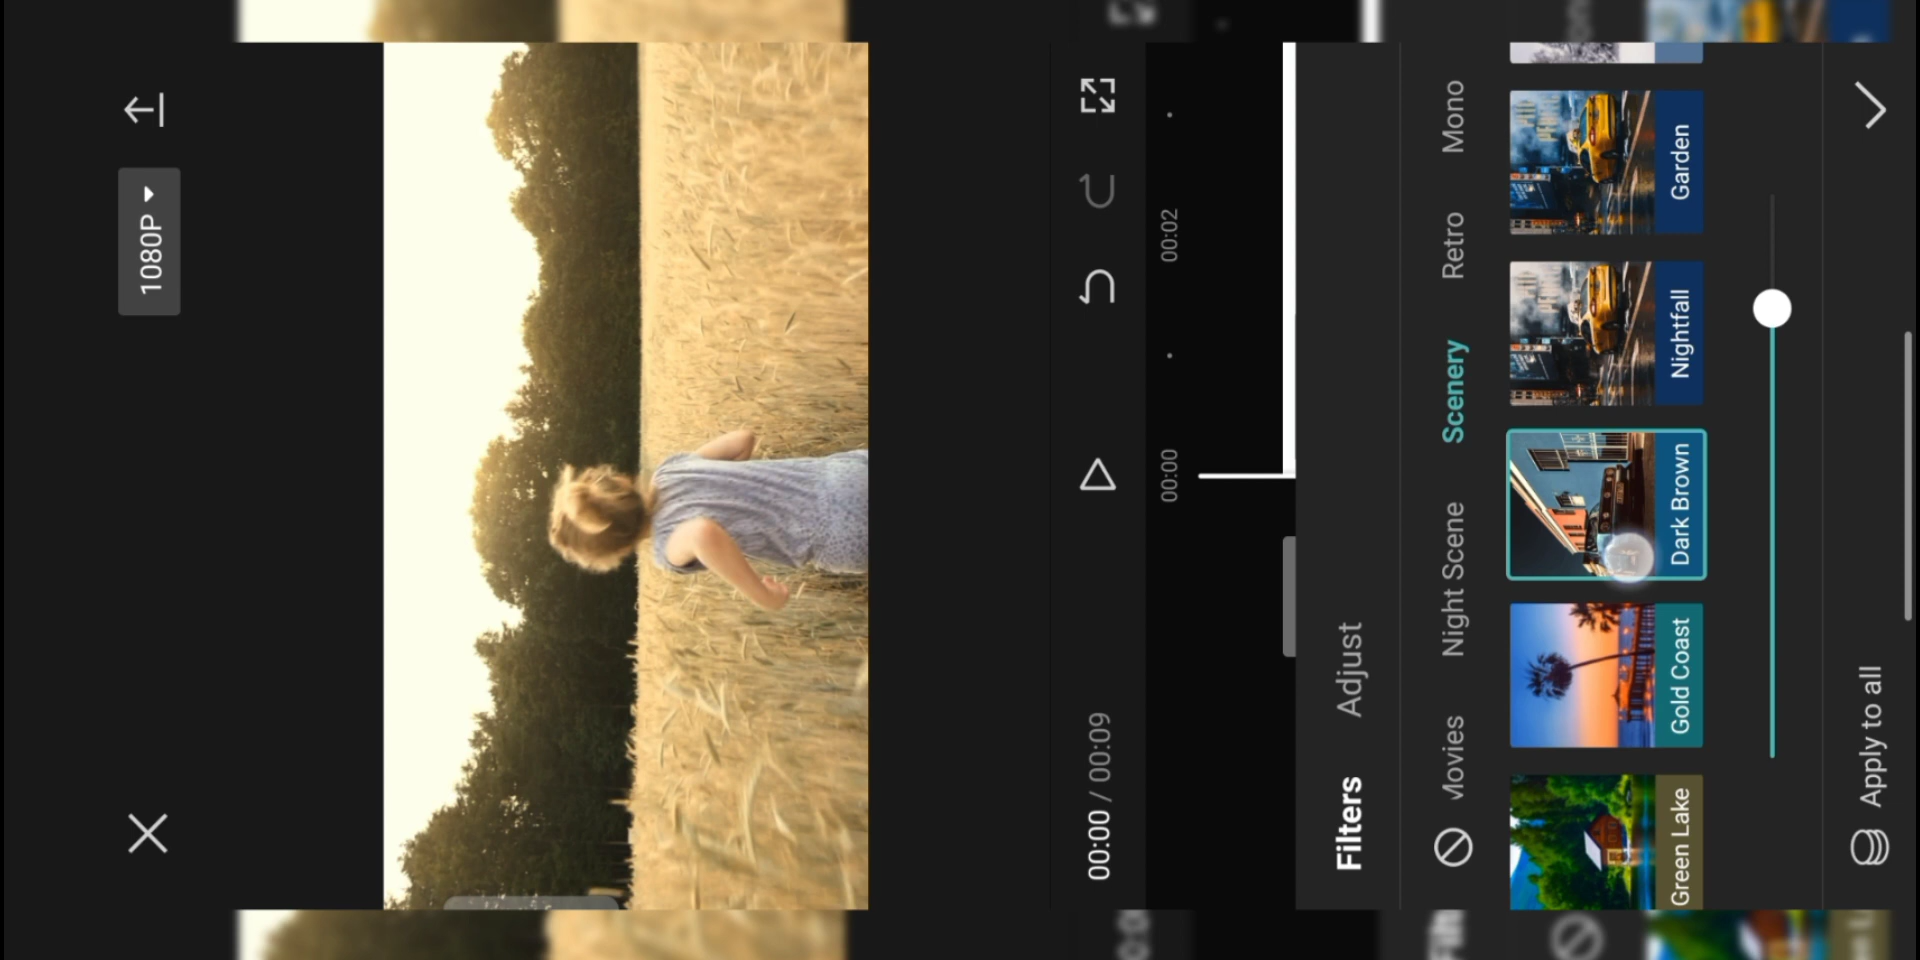 1080P
00:00 / 00:09
00:00
00:02
Filters
Adjust
Movies
Night Scene
Scenery
Retro
Mono
Green Lake
Gold Coast
Dark Brown
Nightfall
Garden
Apply to all